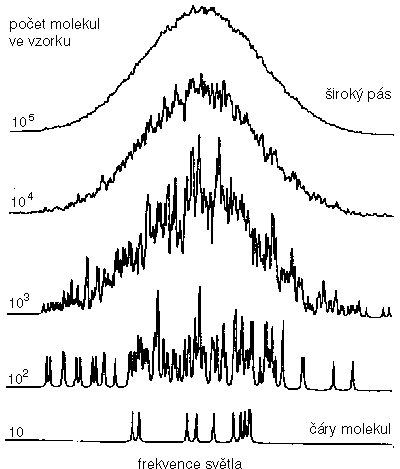 počet molekul
ve vzorku
široký pás
10⁵
10⁴
10³
10²
10
čáry molekul
frekvence světla